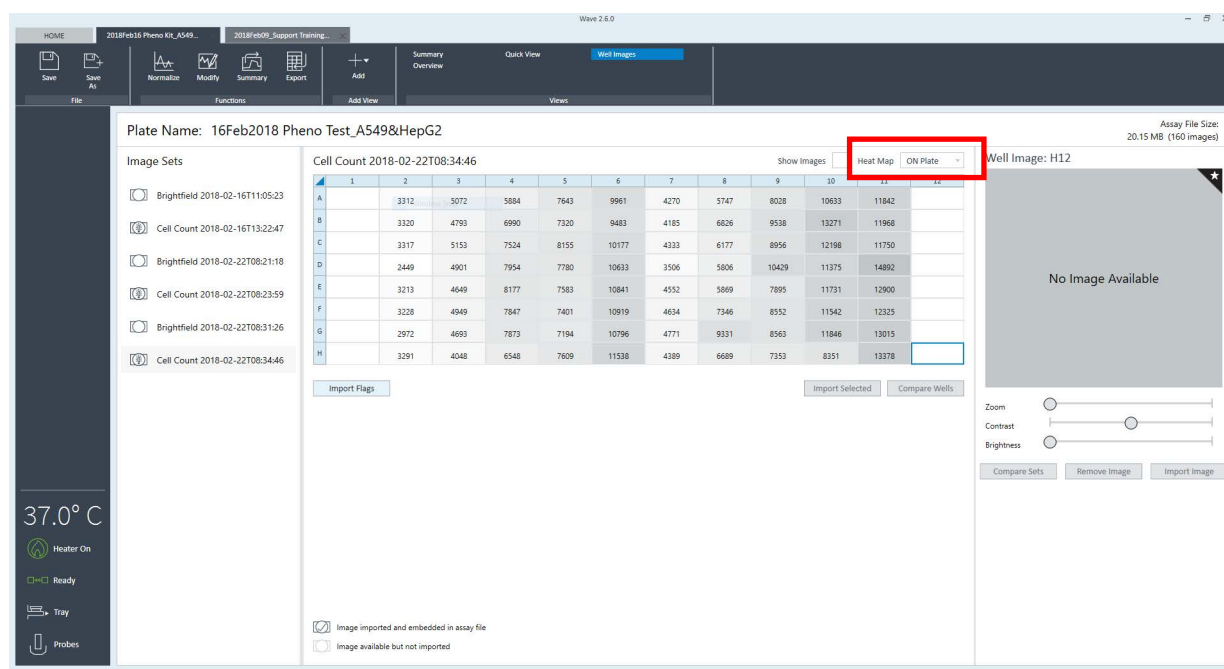 Wave 2.6.0
HOME 2018Feb16 Pheno Kit_A549... 2018Feb09_Support Training...
Save Save As Normalize Modify Summary Export Add Summary Overview Quick View Well Images
File Functions Add View Views
Plate Name: 16Feb2018 Pheno Test_A549&HepG2
Assay File Size:
20.15 MB (160 images)
Image Sets
Brightfield 2018-02-16T11:05:23
Cell Count 2018-02-16T13:22:47
Brightfield 2018-02-22T08:21:18
Cell Count 2018-02-22T08:23:59
Brightfield 2018-02-22T08:31:26
Cell Count 2018-02-22T08:34:46
Cell Count 2018-02-22T08:34:46 Show Images Heat Map ON Plate
1 2 3 4 5 6 7 8 9 10 11 12
A 3312 5072 5884 7643 9961 4270 5747 8028 10633 11842
B 3320 4793 6990 7320 9483 4185 6826 9538 13271 11968
C 3317 5153 7524 8155 10177 4333 6177 8956 12198 11750
D 2449 4901 7954 7780 10633 3506 5806 10429 11375 14892
E 3213 4649 8177 7583 10841 4552 5869 7895 11731 12900
F 3228 4949 7847 7401 10919 4634 7346 8552 11542 12325
G 2972 4693 7873 7194 10796 4771 9331 8563 11846 13015
H 3291 4048 6548 7609 11538 4389 6689 7353 8351 13378
Import Flags Import Selected Compare Wells
Image imported and embedded in assay file
Image available but not imported
Well Image: H12
No Image Available
Zoom
Contrast
Brightness
Compare Sets Remove Image Import Image
37.0° C
Heater On
Ready
Tray
Probes